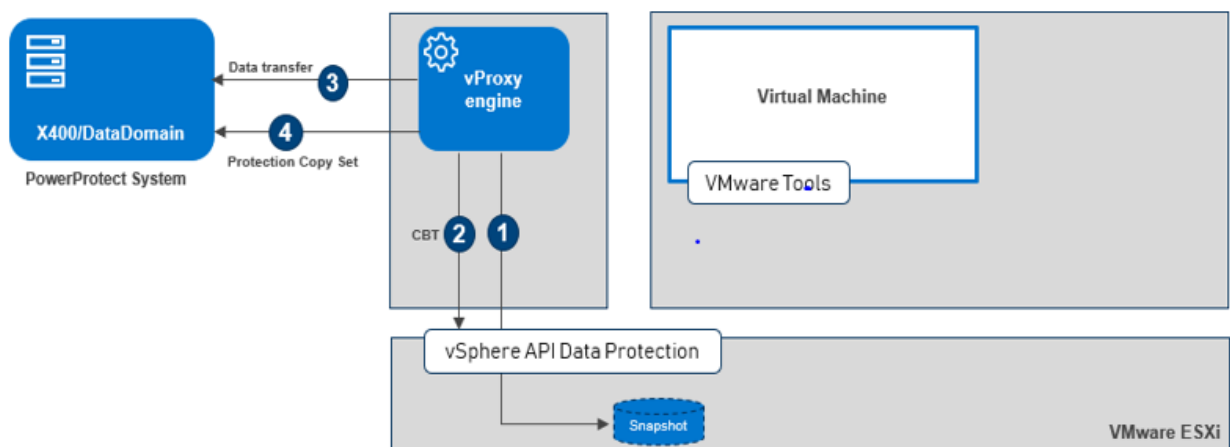 Data transfer
3
vProxy
engine
X400/DataDomain
4
Protection Copy Set
PowerProtect System
CBT
2
1
Virtual Machine
VMware Tools
vSphere API Data Protection
Snapshot
VMware ESXi